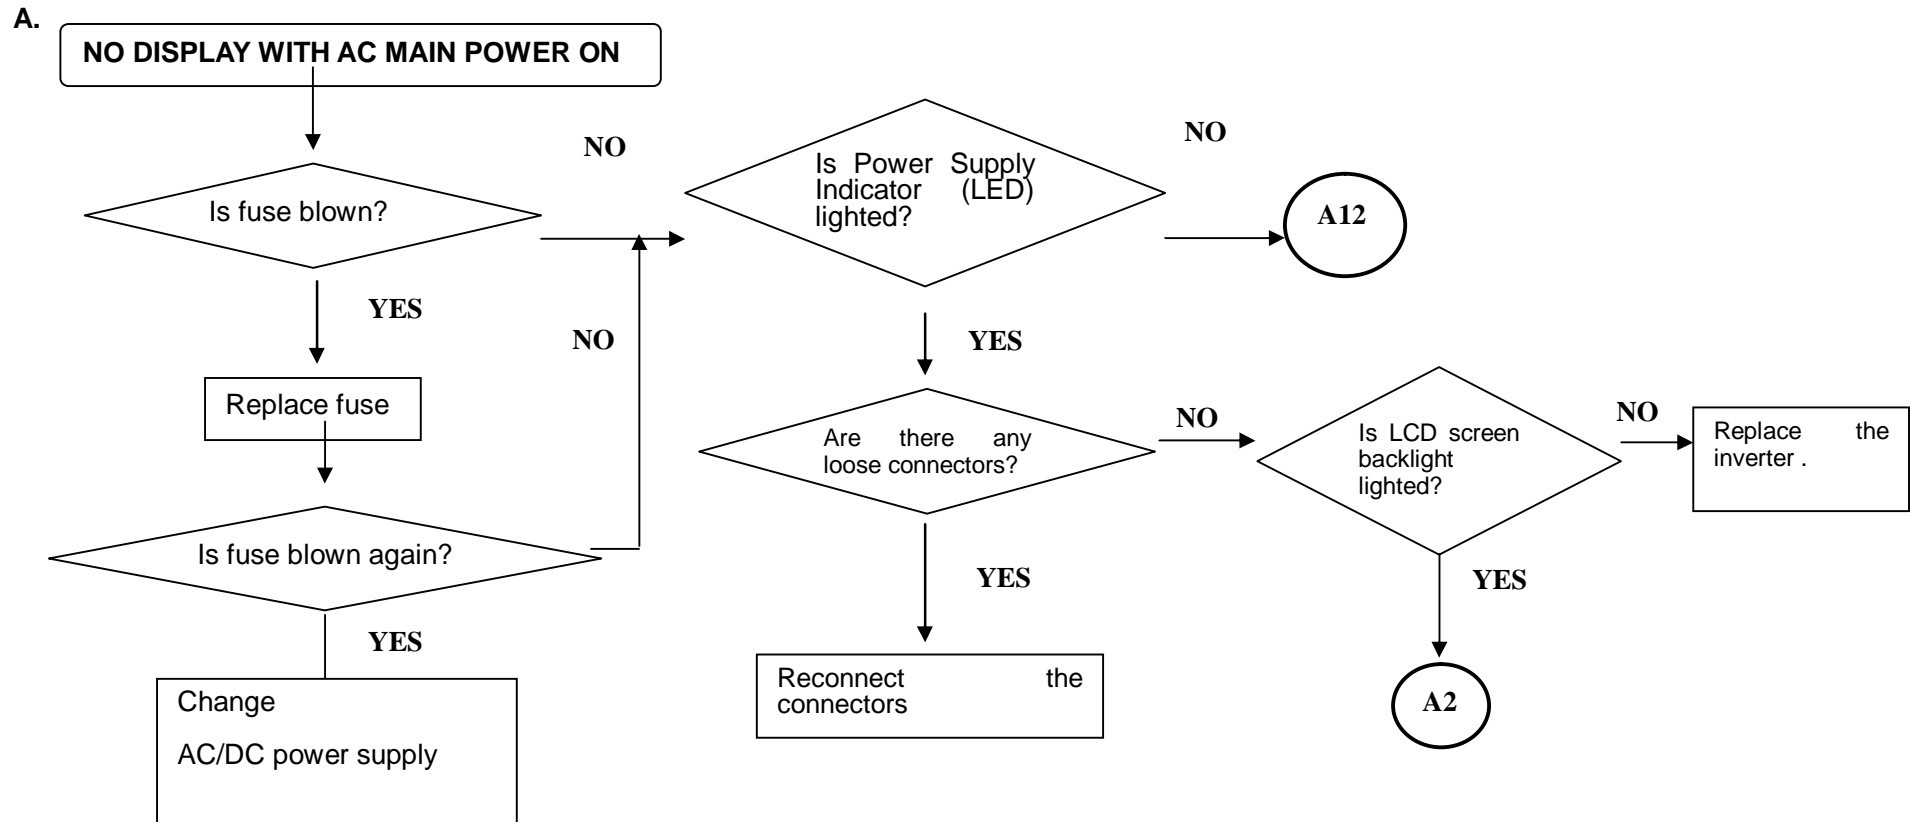 A.
NO DISPLAY WITH AC MAIN POWER ON
Is fuse blown?
NO
YES
Replace fuse
Is fuse blown again?
NO
YES
Change
AC/DC power supply
Is Power Supply
Indicator (LED)
lighted?
NO
A12
YES
Are there any
loose connectors?
NO
YES
Reconnect the
connectors
Is LCD screen
backlight
lighted?
NO
Replace the
inverter .
YES
A2